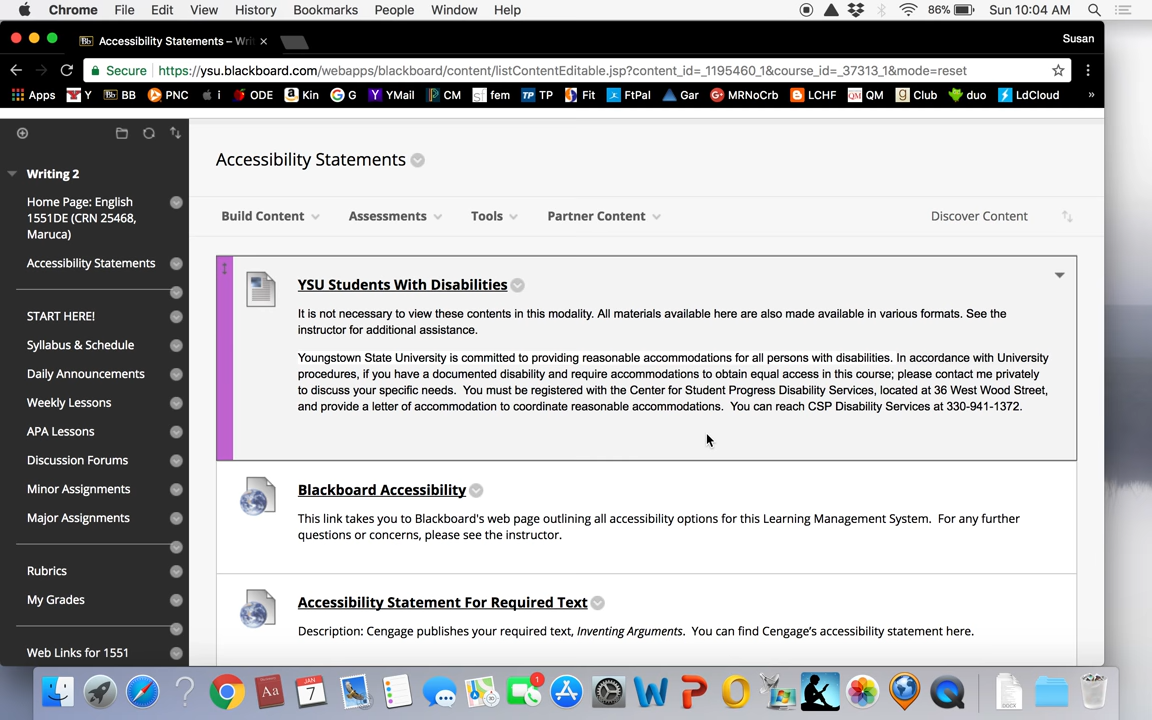 Chrome File Edit View History Bookmarks People Window Help 86% Sun 10:04 AM
Bb Accessibility Statements – Wri × Susan
Secure https://ysu.blackboard.com/webapps/blackboard/content/listContentEditable.jsp?content_id=_1195460_1&course_id=_37313_1&mode=reset
Apps Y BB PNC i ODE Kin G YMail CM fem TP Fit FtPal Gar MRNoCrb LCHF QM Club duo LdCloud »
Writing 2
Home Page: English
1551DE (CRN 25468,
Maruca)
Accessibility Statements
START HERE!
Syllabus & Schedule
Daily Announcements
Weekly Lessons
APA Lessons
Discussion Forums
Minor Assignments
Major Assignments
Rubrics
My Grades
Web Links for 1551
Accessibility Statements
Build Content Assessments Tools Partner Content Discover Content
YSU Students With Disabilities
It is not necessary to view these contents in this modality. All materials available here are also made available in various formats. See the
instructor for additional assistance.
Youngstown State University is committed to providing reasonable accommodations for all persons with disabilities. In accordance with University
procedures, if you have a documented disability and require accommodations to obtain equal access in this course; please contact me privately
to discuss your specific needs. You must be registered with the Center for Student Progress Disability Services, located at 36 West Wood Street,
and provide a letter of accommodation to coordinate reasonable accommodations. You can reach CSP Disability Services at 330-941-1372.
Blackboard Accessibility
This link takes you to Blackboard's web page outlining all accessibility options for this Learning Management System. For any further
questions or concerns, please see the instructor.
Accessibility Statement For Required Text
Description: Cengage publishes your required text, Inventing Arguments. You can find Cengage's accessibility statement here.
JAN
7
1
DOCX